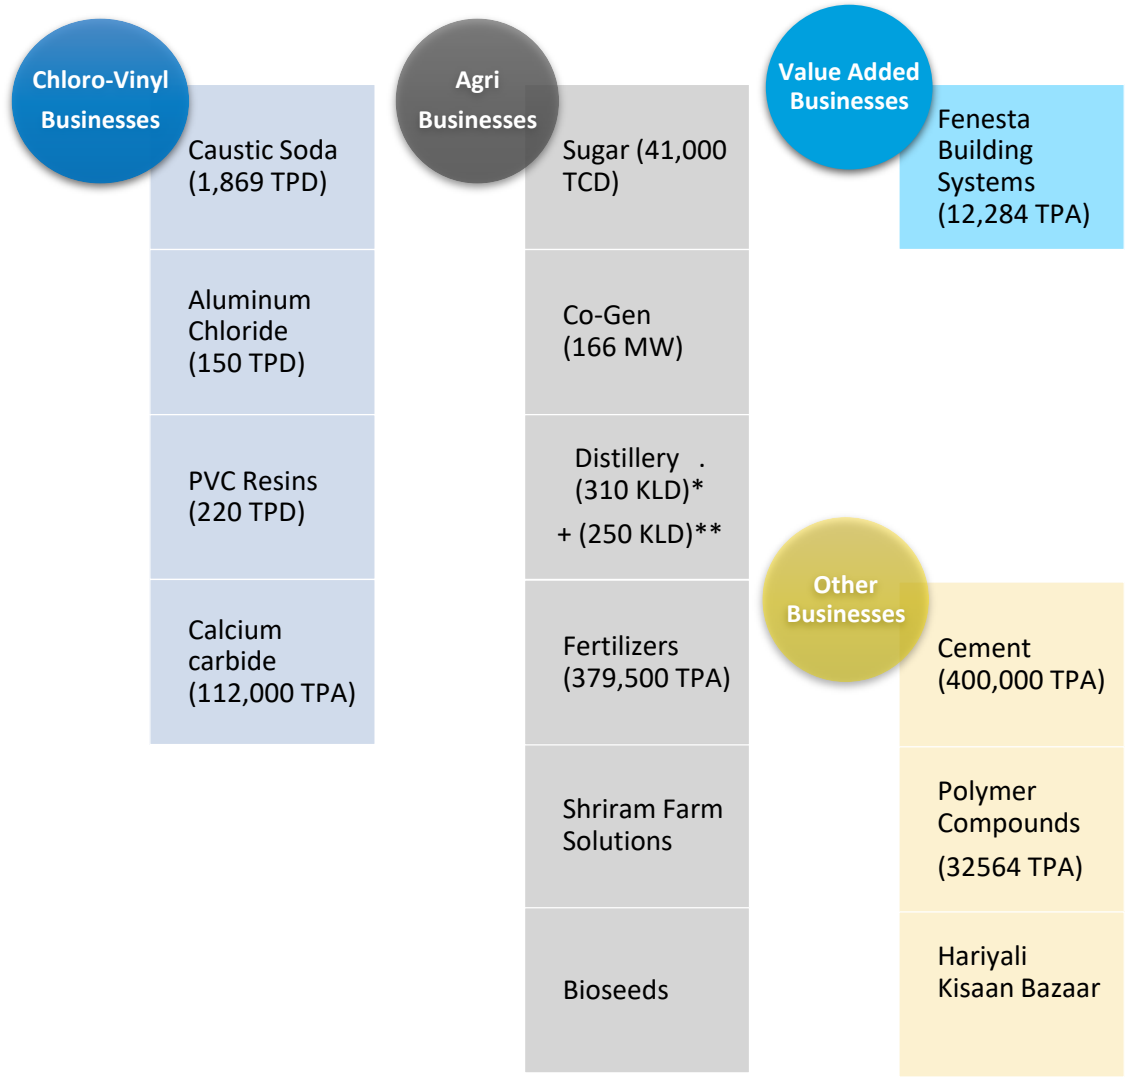 Chloro-Vinyl
Businesses
Caustic Soda
(1,869 TPD)
Aluminum
Chloride
(150 TPD)
PVC Resins
(220 TPD)
Calcium
carbide
(112,000 TPA)
Agri
Businesses
Sugar (41,000
TCD)
Co-Gen
(166 MW)
Distillery .
(310 KLD)*
+ (250 KLD)**
Fertilizers
(379,500 TPA)
Shriram Farm
Solutions
Bioseeds
Value Added
Businesses
Fenesta
Building
Systems
(12,284 TPA)
Other
Businesses
Cement
(400,000 TPA)
Polymer
Compounds
(32564 TPA)
Hariyali
Kisaan Bazaar